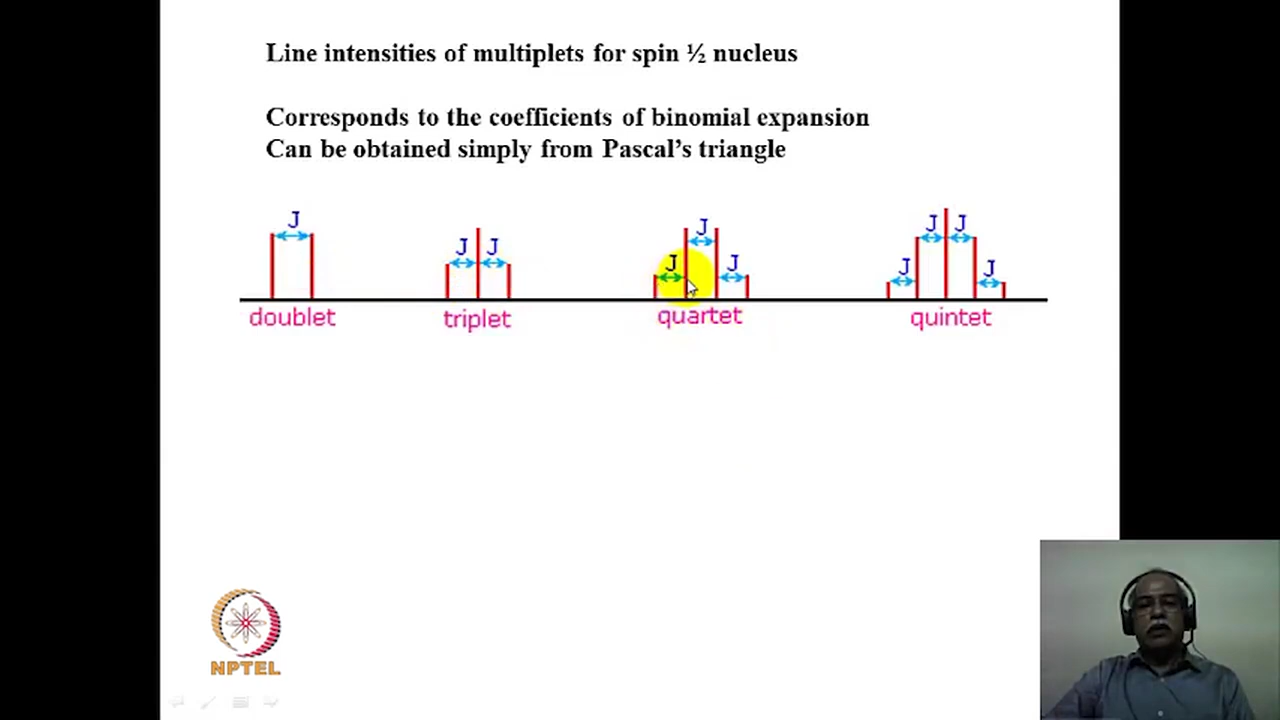 Line intensities of multiplets for spin ½ nucleus
Corresponds to the coefficients of binomial expansion
Can be obtained simply from Pascal's triangle
J
J J
J J J
J J J J
doublet triplet quartet quintet
NPTEL